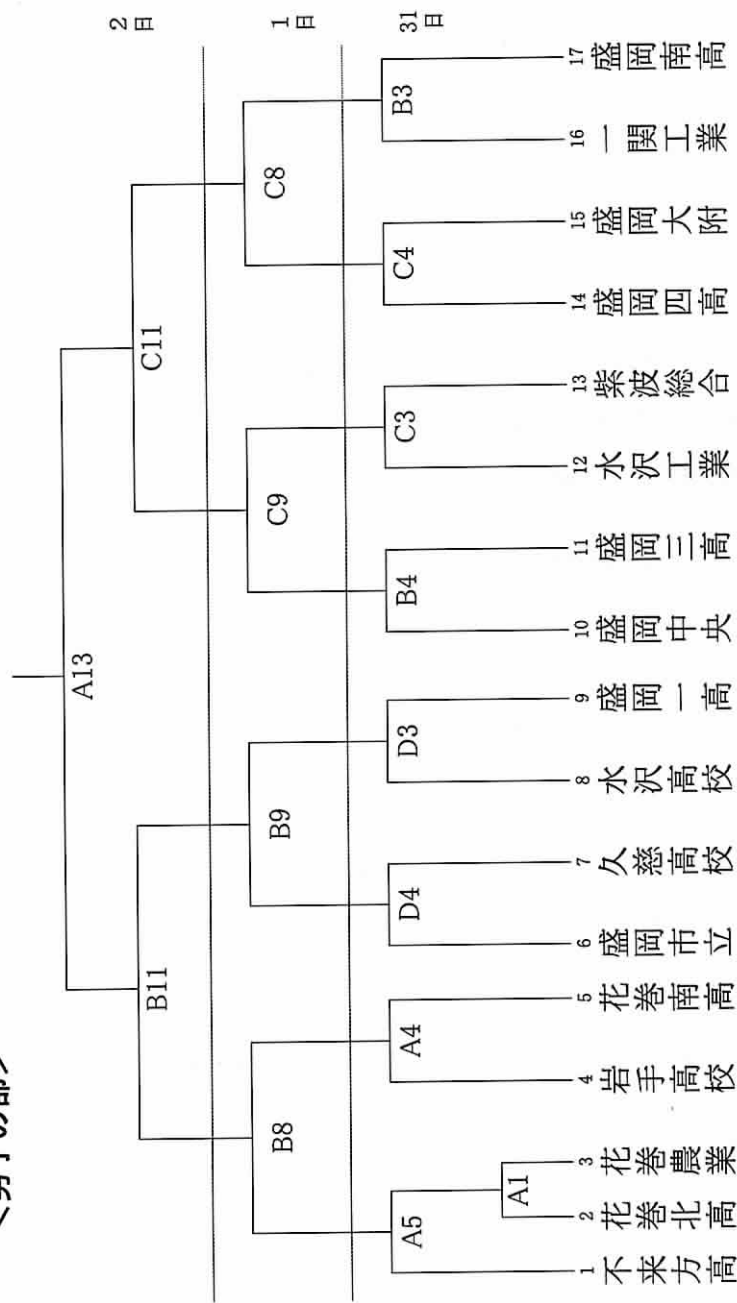 2日
1日
31日
A13
B11
C11
B8
B9
C9
C8
A5
A4
D4
D3
B4
C3
C4
B3
A1
1 不来方高
2 花巻北高
3 花巻農業
4 岩手高校
5 花巻南高
6 盛岡市立
7 久慈高校
8 水沢高校
9 盛岡一高
10 盛岡中央
11 盛岡三高
12 水沢工業
13 紫波総合
14 盛岡四高
15 盛岡大附
16 一関工業
17 盛岡南高